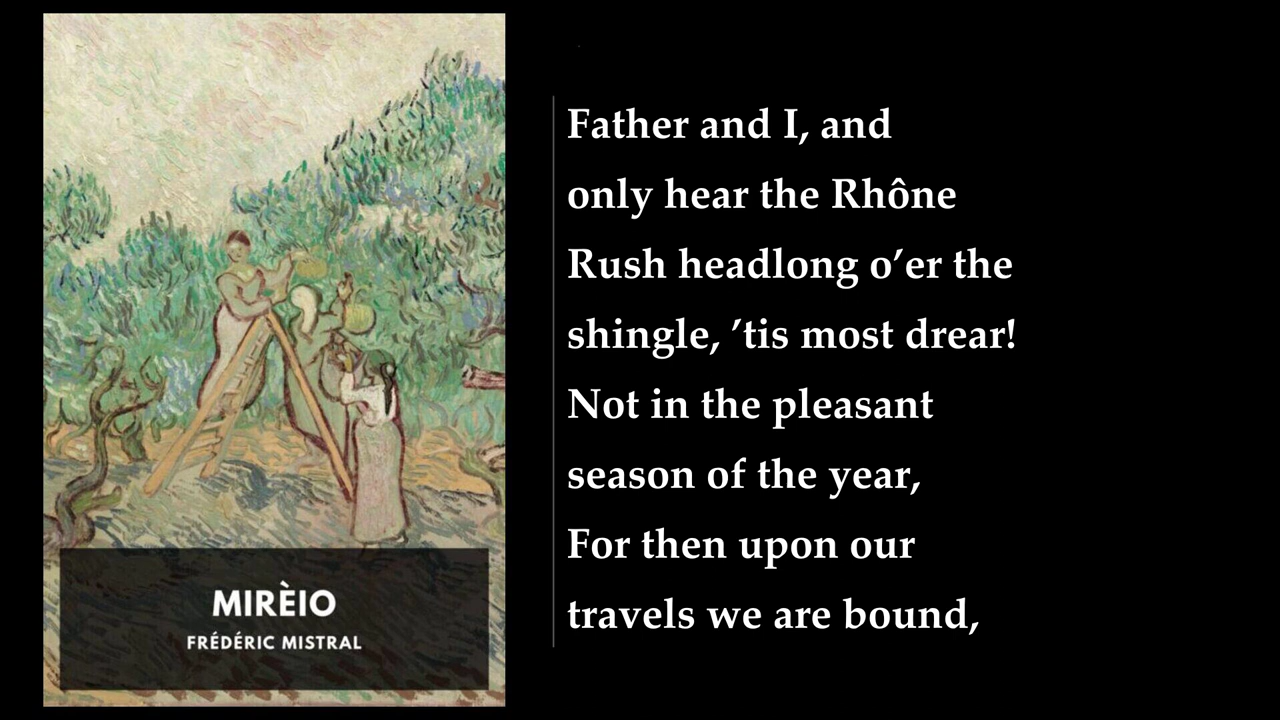 MIRÈIO
FRÉDÉRIC MISTRAL
Father and I, and
only hear the Rhône
Rush headlong o’er the
shingle, ’tis most drear!
Not in the pleasant
season of the year,
For then upon our
travels we are bound,